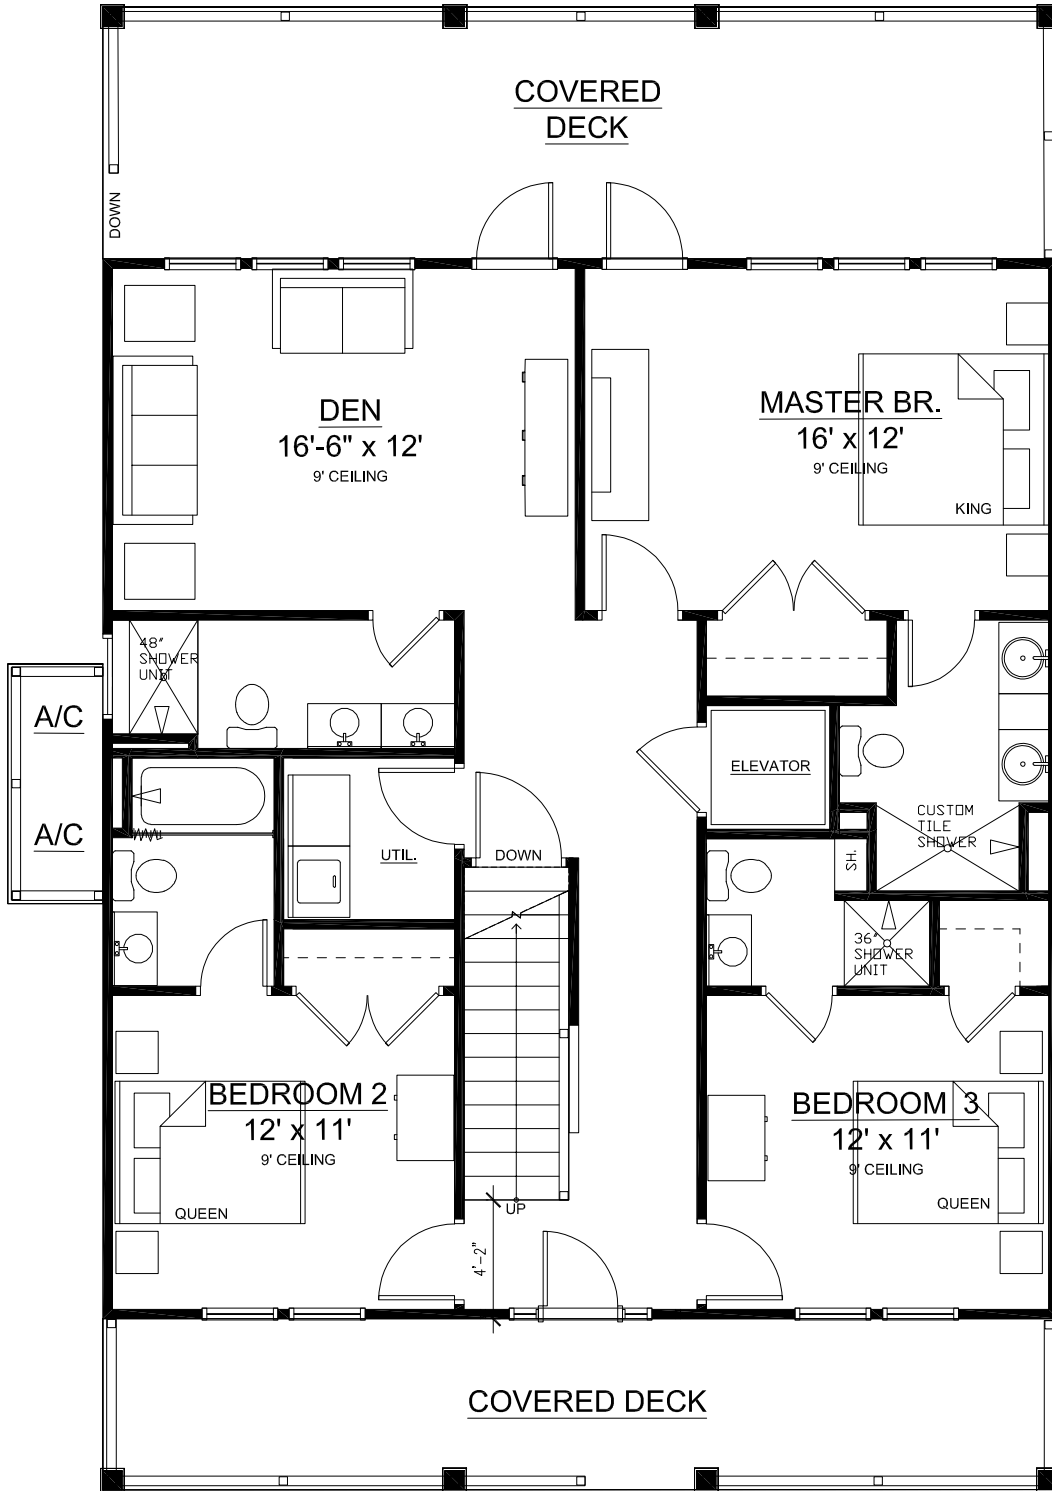 COVERED
DECK
DOWN
DEN
16'-6" x 12'
9' CEILING
MASTER BR.
16' x 12'
9' CEILING
KING
48"
SHOWER
UNIT
A/C
A/C
ELEVATOR
UTIL.
DOWN
CUSTOM
TILE
SHOWER
SH.
36"
SHOWER
UNIT
BEDROOM 2
12' x 11'
9' CEILING
QUEEN
BEDROOM 3
12' x 11'
9' CEILING
QUEEN
UP
4'-2"
COVERED DECK